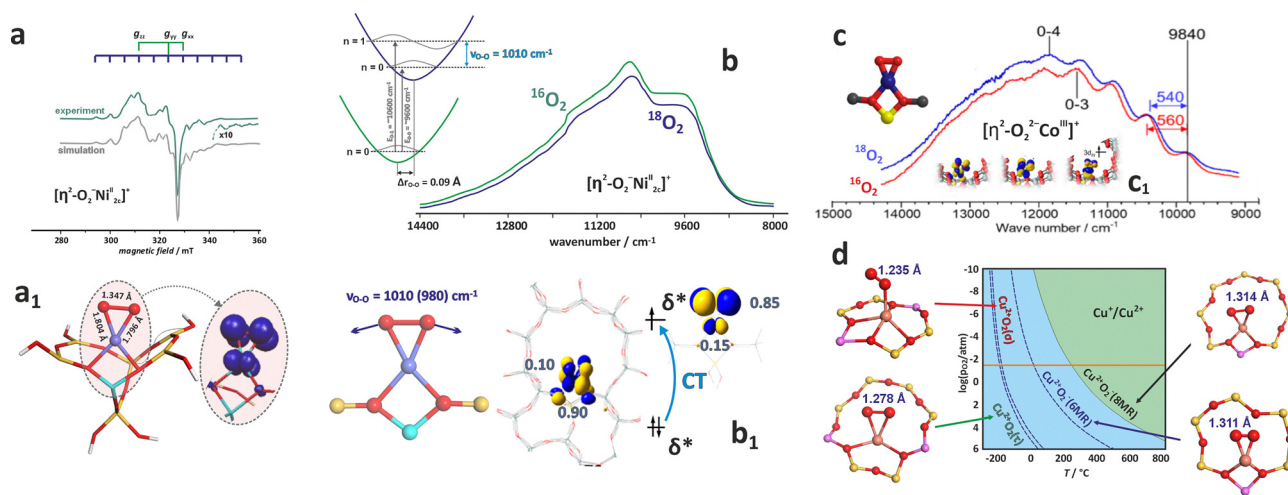 a
g_zz g_yy g_xx
experiment
x10
simulation
[η²-O₂⁻Ni^II_2c]⁺
280 300 320 340 360
magnetic field / mT
n = 1
ν_O-O = 1010 cm⁻¹
n = 0
E₀₋₁ = ~10600 cm⁻¹
E₀₋₀ = ~9600 cm⁻¹
n = 0
Δr_O-O = 0.09 Å
b
¹⁶O₂
¹⁸O₂
[η²-O₂⁻Ni^II_2c]⁺
14400 12800 11200 9600 8000
wavenumber / cm⁻¹
c
0-4
9840
0-3
540
560
[η²-O₂²⁻Co^III]⁺
¹⁸O₂
¹⁶O₂
c₁
15000 14000 13000 12000 11000 10000 9000
Wave number / cm⁻¹
a₁
1.347 Å
1.804 Å
1.796 Å
ν_O-O = 1010 (980) cm⁻¹
δ*
0.85
0.15
0.10
CT
0.90
δ*
b₁
d
1.235 Å
1.278 Å
-10
-8
-6
-4
-2
0
2
4
6
log(pO₂/atm)
Cu²⁺O₂(σ)
Cu⁺/Cu²⁺
Cu²⁺O₂⁻(8MR)
Cu²⁺O₂⁻(6MR)
Cu²⁺O₂(τ)
-200 0 200 400 600 800
T / °C
1.314 Å
1.311 Å